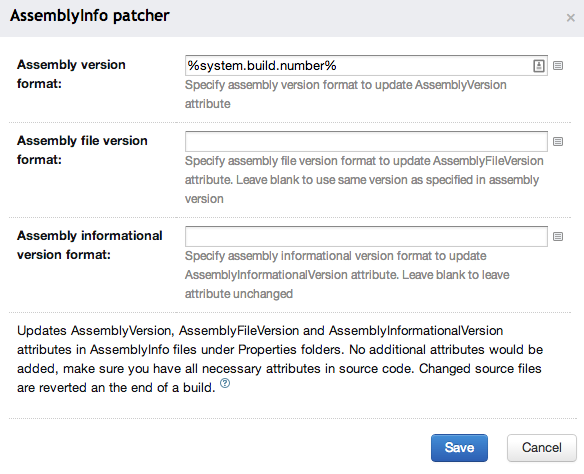 AssemblyInfo patcher
×
Assembly version
format:
%system.build.number%
Specify assembly version format to update AssemblyVersion
attribute
Assembly file version
format:
Specify assembly file version format to update AssemblyFileVersion
attribute. Leave blank to use same version as specified in assembly
version
Assembly informational
version format:
Specify assembly informational version format to update
AssemblyInformationalVersion attribute. Leave blank to leave
attribute unchanged
Updates AssemblyVersion, AssemblyFileVersion and AssemblyInformationalVersion
attributes in AssemblyInfo files under Properties folders. No additional attributes would be
added, make sure you have all necessary attributes in source code. Changed source files
are reverted an the end of a build. ?
Save
Cancel